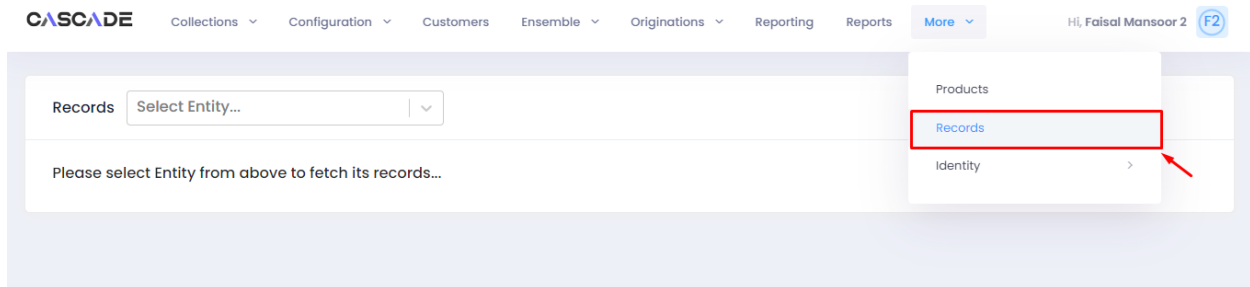 CASCADE Collections Configuration Customers Ensemble Originations Reporting Reports More Hi, Faisal Mansoor 2 F2
Products
Records Select Entity...
Records
Please select Entity from above to fetch its records...
Identity